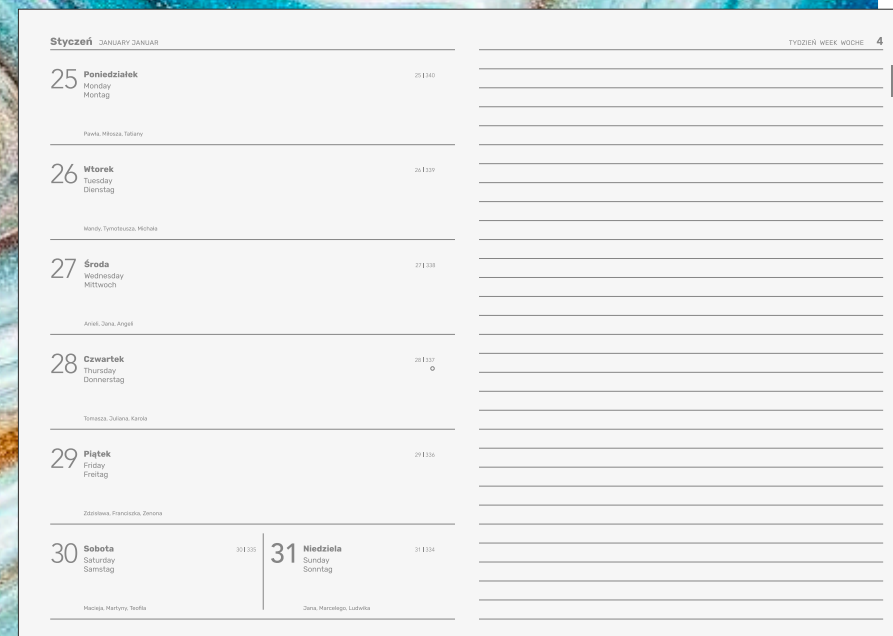 Styczeń JANUARY JANUAR
TYDZIEŃ WEEK WOCHE 4
25 Poniedziałek 25 | 340
Monday
Montag
Pawła, Miłosza, Tatiany
26 Wtorek 26 | 339
Tuesday
Dienstag
Wandy, Tymoteusza, Michała
27 Środa 27 | 338
Wednesday
Mittwoch
Anieli, Jana, Angeli
28 Czwartek 28 | 337
Thursday
Donnerstag
Tomasza, Juliana, Karola
29 Piątek 29 | 336
Friday
Freitag
Zdzisława, Franciszka, Zenona
30 Sobota 30 | 335
Saturday
Samstag
Macieja, Martyny, Teofila
31 Niedziela 31 | 334
Sunday
Sonntag
Jana, Marcelego, Ludwika